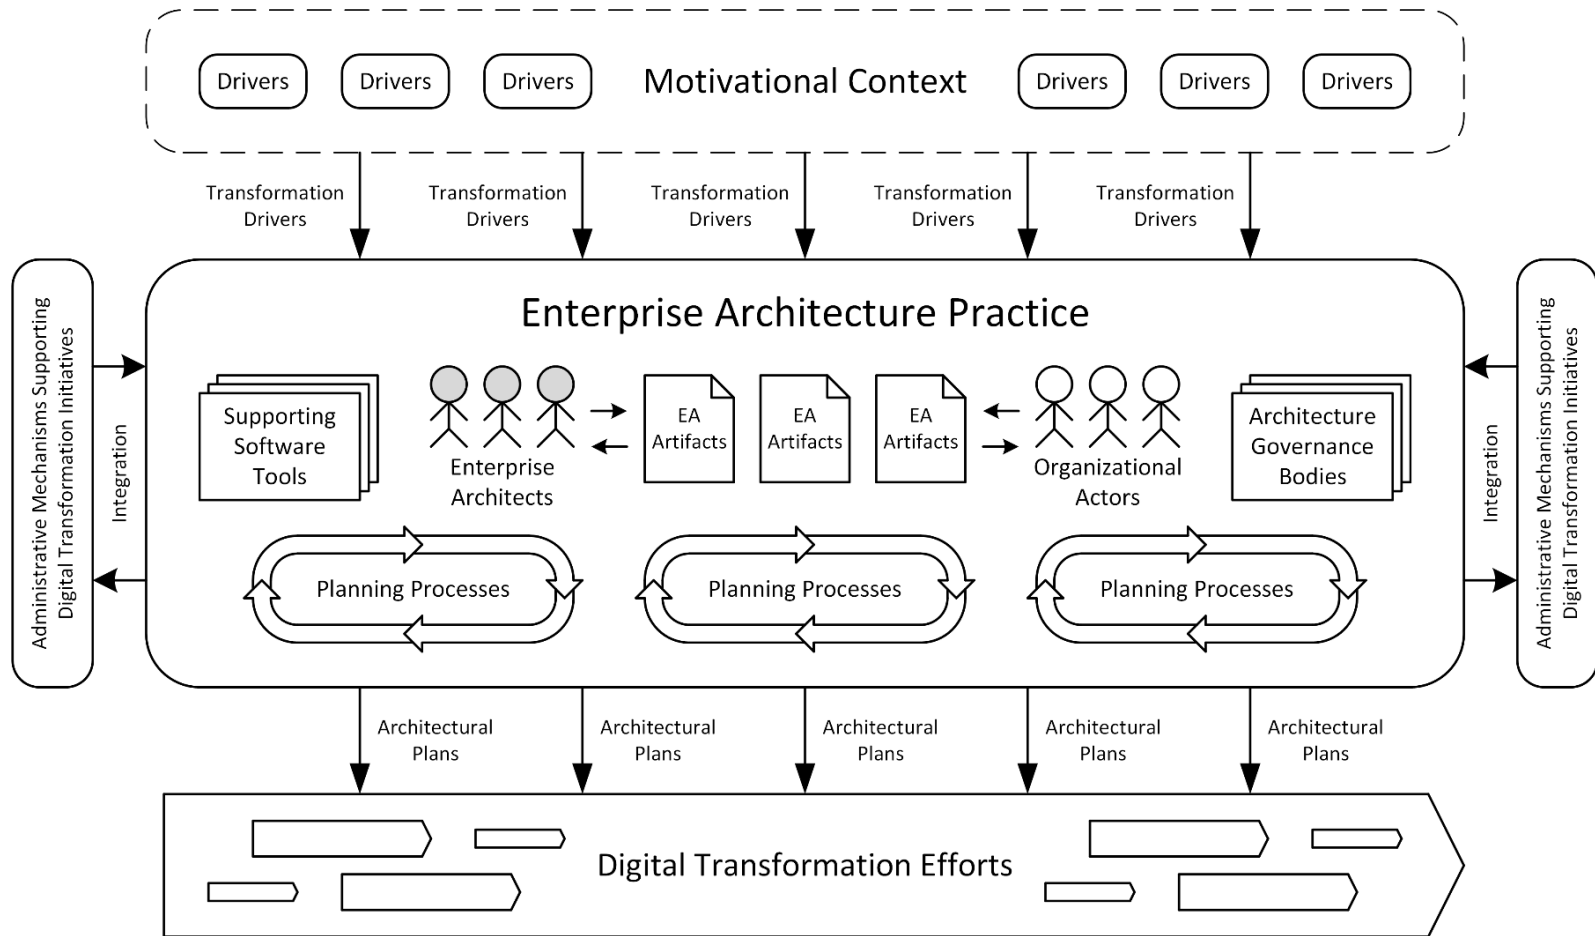 Drivers
Drivers
Drivers
Motivational Context
Drivers
Drivers
Drivers
Transformation
Drivers
Transformation
Drivers
Transformation
Drivers
Transformation
Drivers
Transformation
Drivers
Administrative Mechanisms Supporting
Digital Transformation Initiatives
Integration
Enterprise Architecture Practice
Supporting
Software
Tools
Enterprise
Architects
EA
Artifacts
EA
Artifacts
EA
Artifacts
Organizational
Actors
Architecture
Governance
Bodies
Planning Processes
Planning Processes
Planning Processes
Integration
Administrative Mechanisms Supporting
Digital Transformation Initiatives
Architectural
Plans
Architectural
Plans
Architectural
Plans
Architectural
Plans
Architectural
Plans
Digital Transformation Efforts